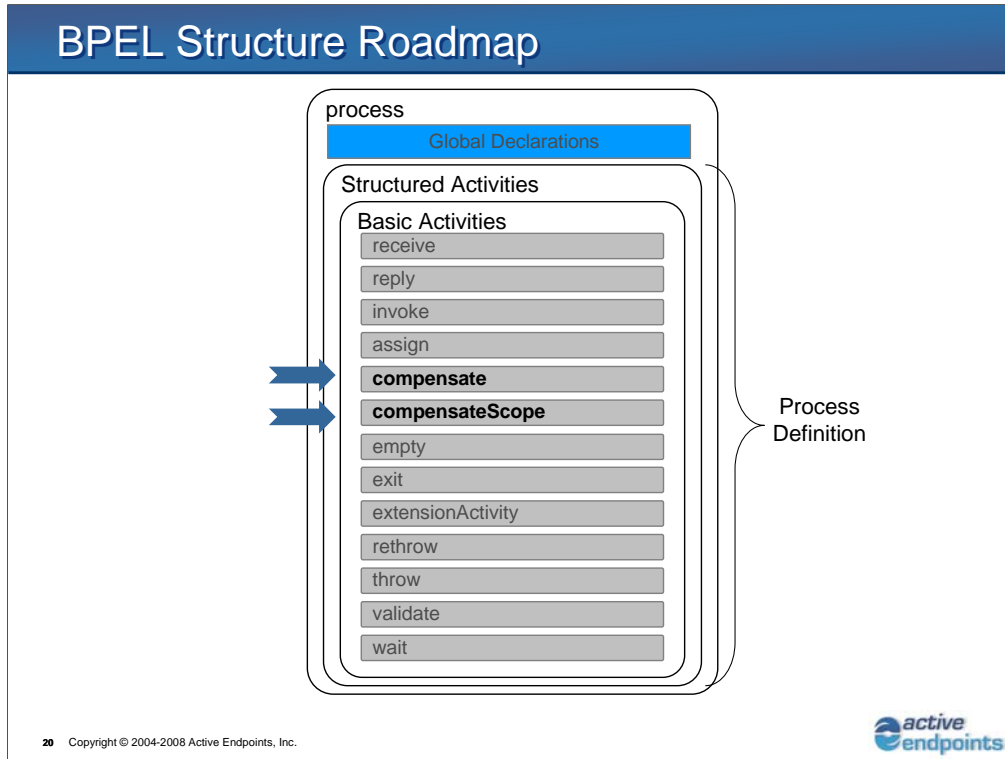 BPEL Structure Roadmap
process
Global Declarations
Structured Activities
Basic Activities
receive
reply
invoke
assign
compensate
compensateScope
empty
exit
extensionActivity
rethrow
throw
validate
wait
Process
Definition
20 Copyright © 2004-2008 Active Endpoints, Inc.
active
endpoints